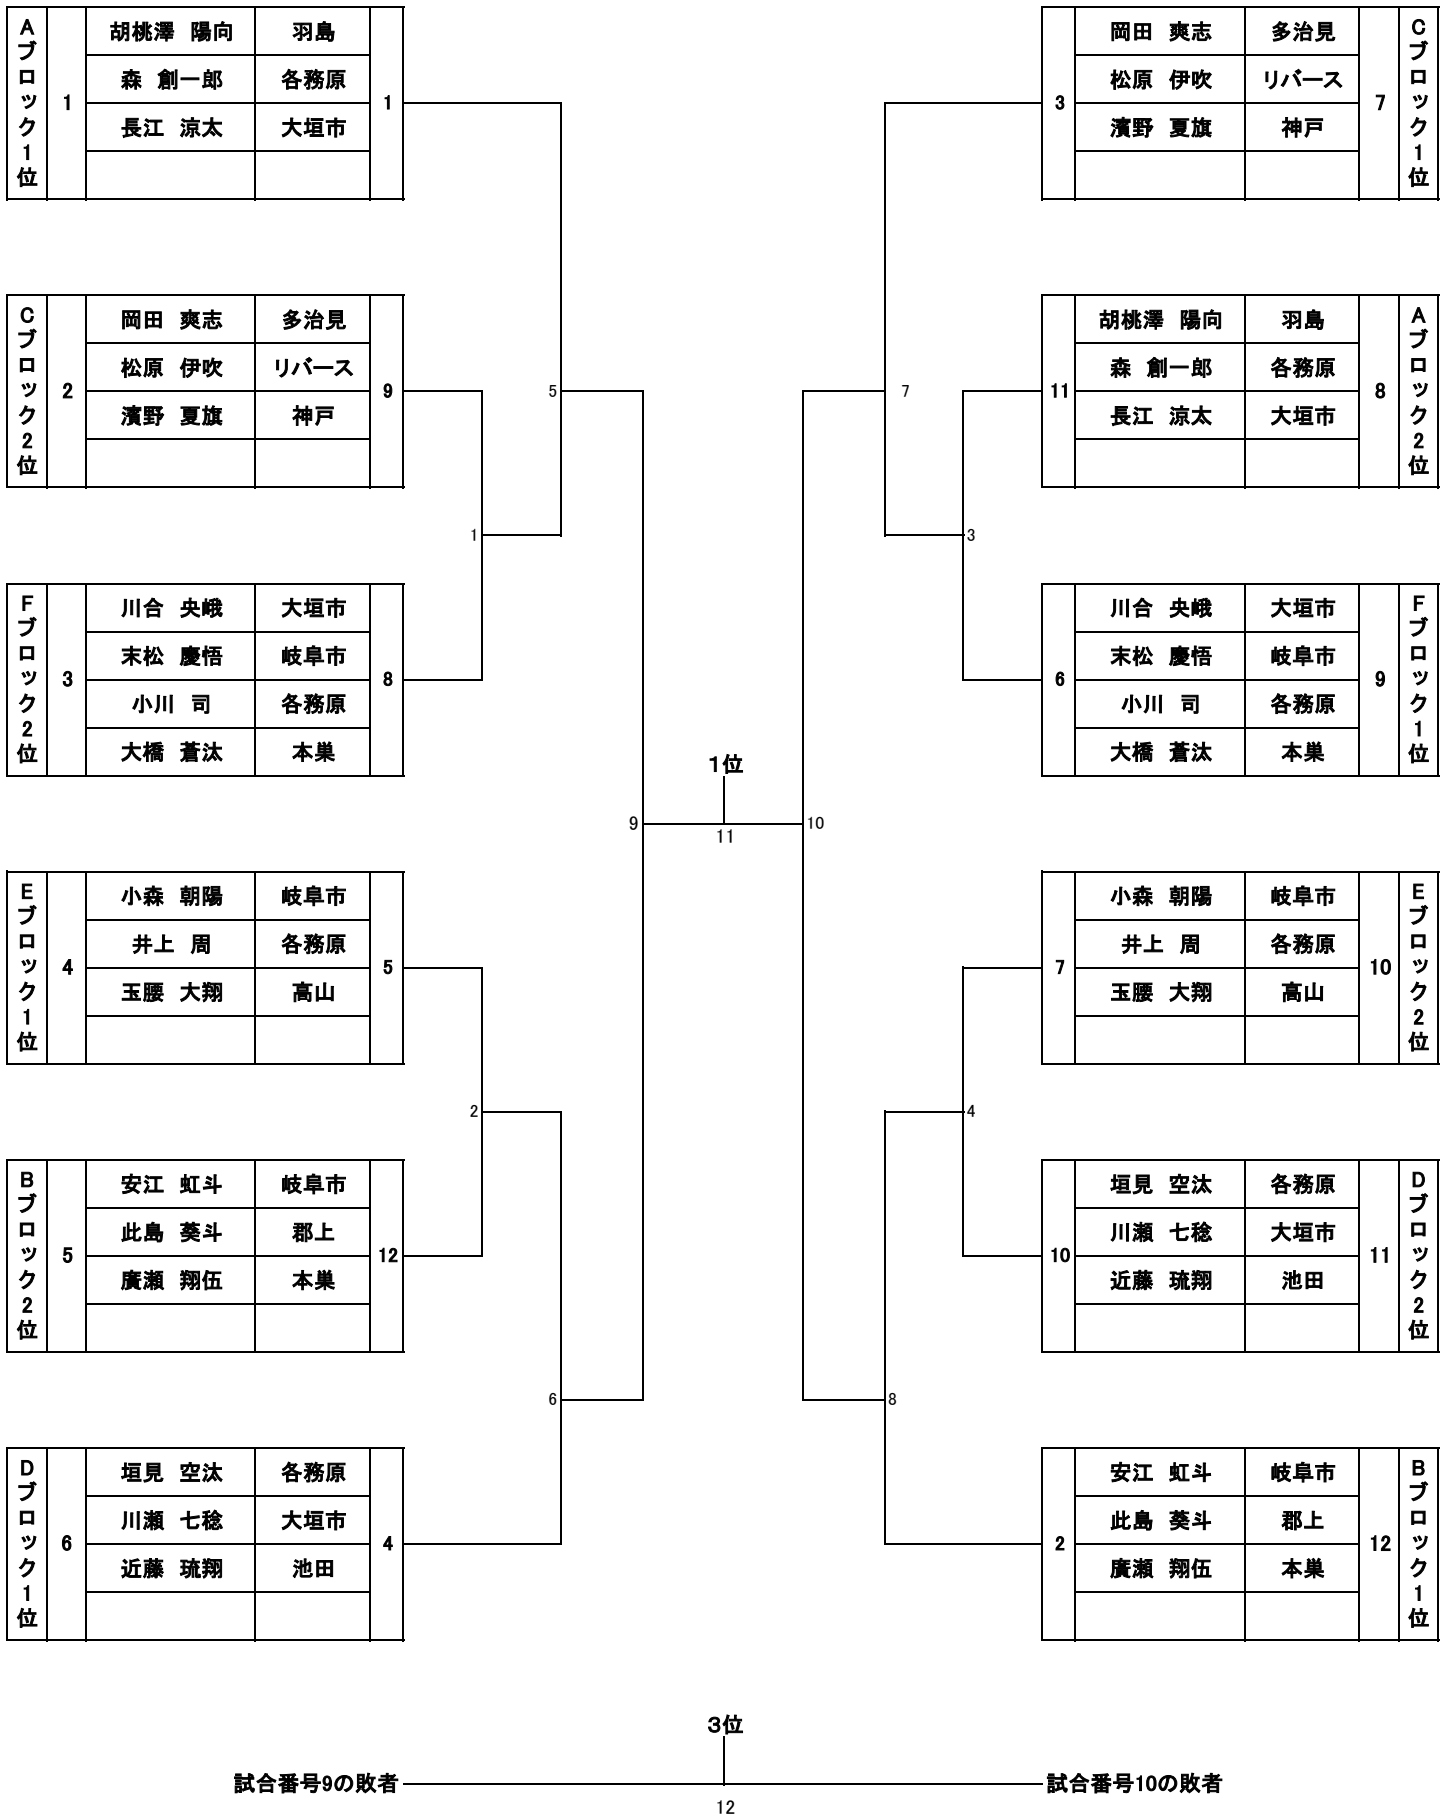 Aブロック1位
1
胡桃澤 陽向 羽島
森 創一郎 各務原
長江 涼太 大垣市
1
Cブロック2位
2
岡田 爽志 多治見
松原 伊吹 リバース
濱野 夏旗 神戸
9
Fブロック2位
3
川合 央峨 大垣市
末松 慶悟 岐阜市
小川 司 各務原
大橋 蒼汰 本巣
8
Eブロック1位
4
小森 朝陽 岐阜市
井上 周 各務原
玉腰 大翔 高山
5
Bブロック2位
5
安江 虹斗 岐阜市
此島 葵斗 郡上
廣瀬 翔伍 本巣
12
Dブロック1位
6
垣見 空汰 各務原
川瀬 七稔 大垣市
近藤 琉翔 池田
4
5
1
2
6
9
1位
11
10
7
3
4
8
3
岡田 爽志 多治見
松原 伊吹 リバース
濱野 夏旗 神戸
7
Cブロック1位
11
胡桃澤 陽向 羽島
森 創一郎 各務原
長江 涼太 大垣市
8
Aブロック2位
6
川合 央峨 大垣市
末松 慶悟 岐阜市
小川 司 各務原
大橋 蒼汰 本巣
9
Fブロック1位
7
小森 朝陽 岐阜市
井上 周 各務原
玉腰 大翔 高山
10
Eブロック2位
10
垣見 空汰 各務原
川瀬 七稔 大垣市
近藤 琉翔 池田
11
Dブロック2位
2
安江 虹斗 岐阜市
此島 葵斗 郡上
廣瀬 翔伍 本巣
12
Bブロック1位
3位
試合番号9の敗者
試合番号10の敗者
12